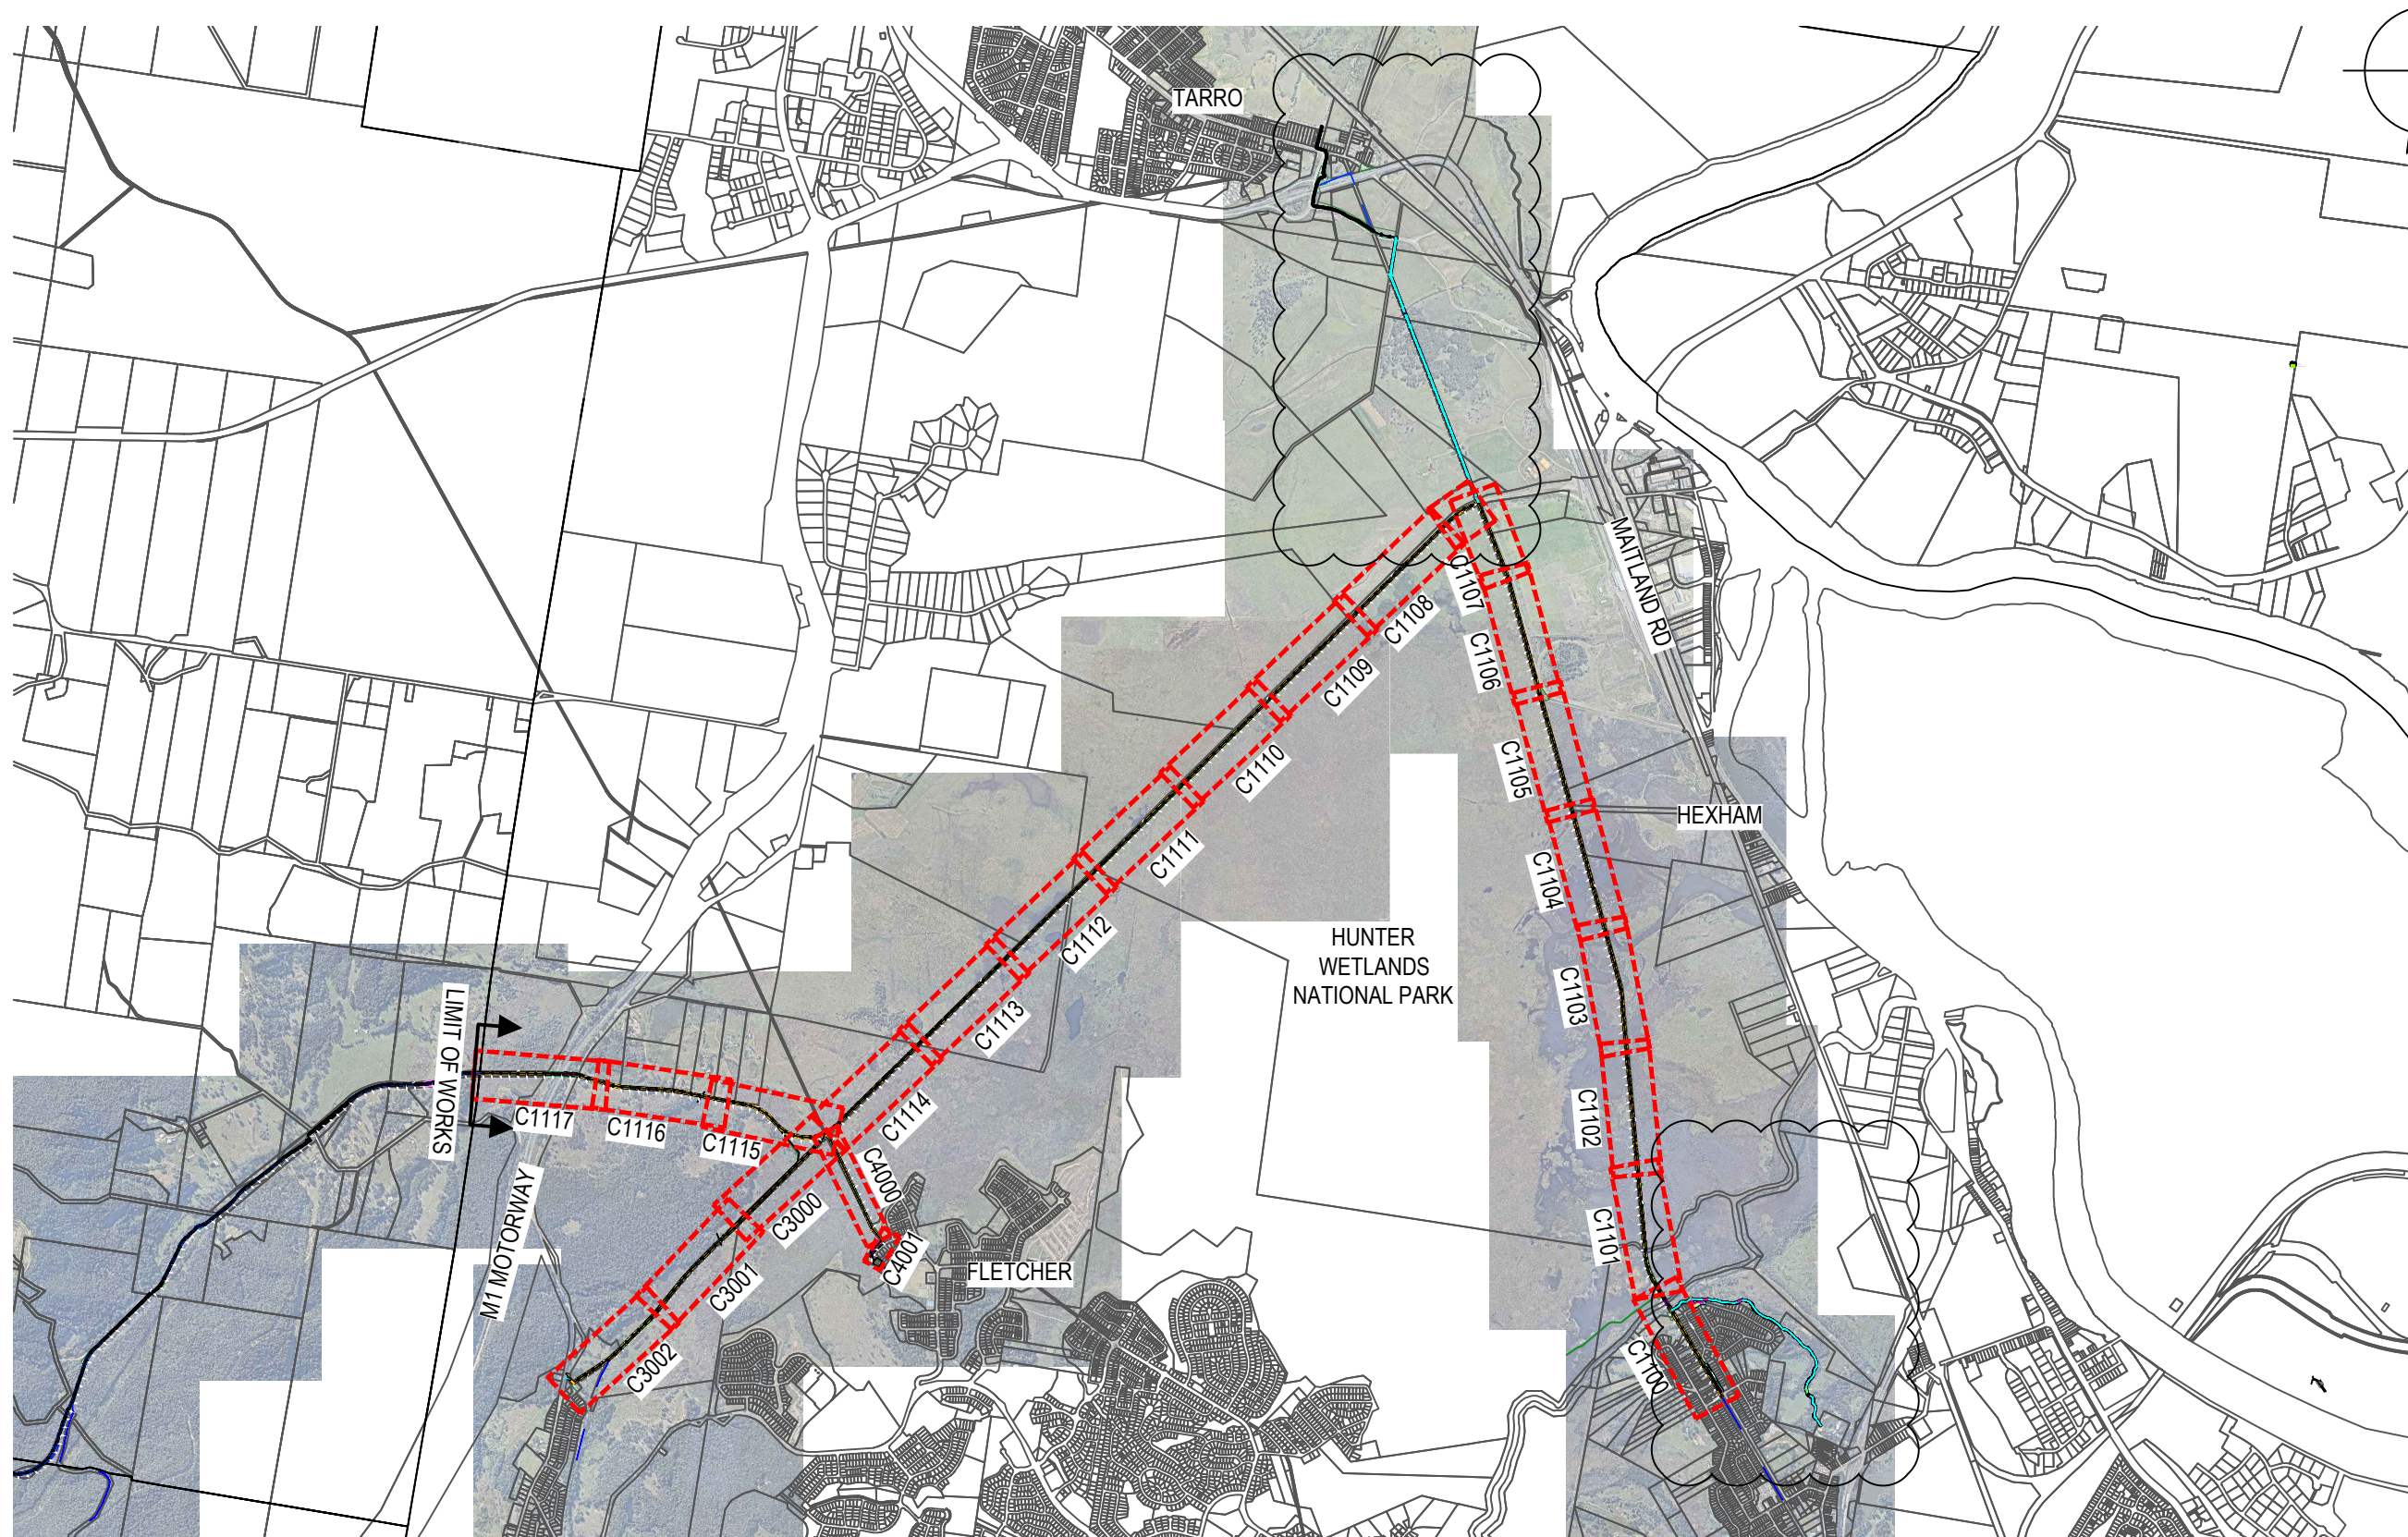 TARRO
MAITLAND RD
C1107
C1108
C1106
C1109
C1105
C1110
HEXHAM
C1111
C1104
C1112
HUNTER
WETLANDS
NATIONAL PARK
C1103
C1113
LIMIT OF WORKS
C1117
C1116
C1115
C1114
C1102
C4000
M1 MOTORWAY
C3000
C4001
FLETCHER
C1101
C3001
C3002
C1100